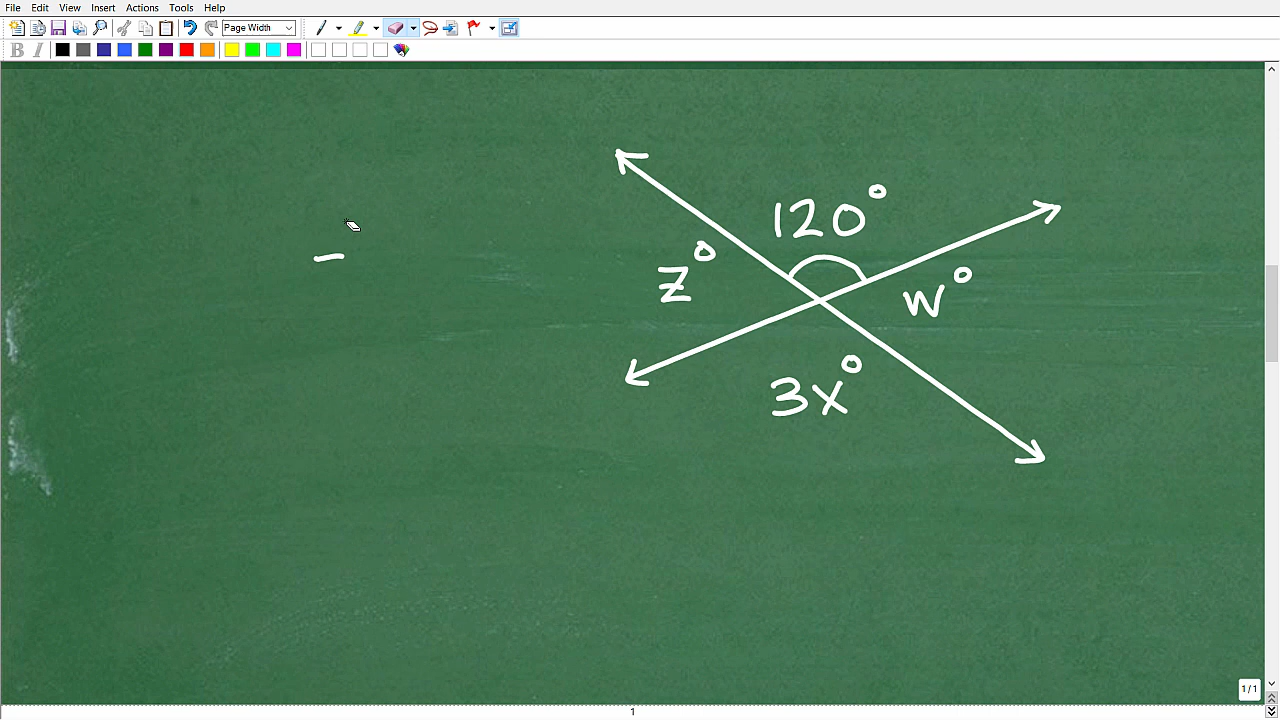 File Edit View Insert Actions Tools Help
Page Width
B I
120°
z°
w°
3x°
1/1
1